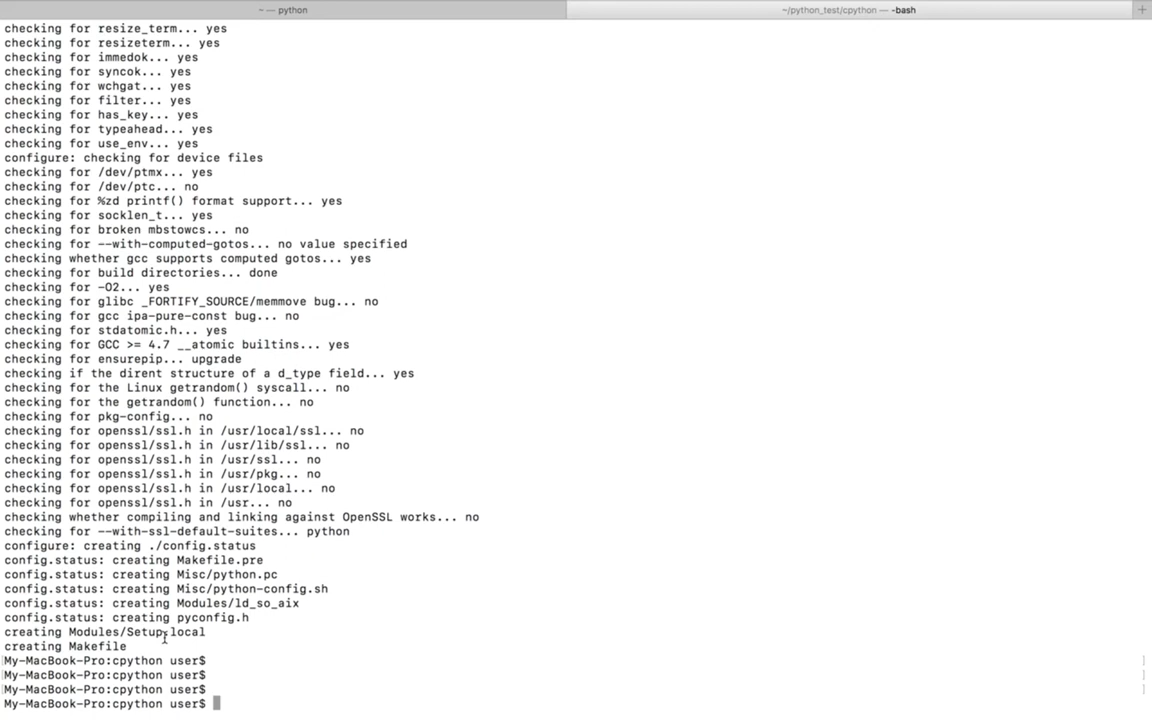 ~ — python
~/python_test/cpython — -bash
+
checking for resize_term... yes
checking for resizeterm... yes
checking for immedok... yes
checking for syncok... yes
checking for wchgat... yes
checking for filter... yes
checking for has_key... yes
checking for typeahead... yes
checking for use_env... yes
configure: checking for device files
checking for /dev/ptmx... yes
checking for /dev/ptc... no
checking for %zd printf() format support... yes
checking for socklen_t... yes
checking for broken mbstowcs... no
checking for --with-computed-gotos... no value specified
checking whether gcc supports computed gotos... yes
checking for build directories... done
checking for -O2... yes
checking for glibc _FORTIFY_SOURCE/memmove bug... no
checking for gcc ipa-pure-const bug... no
checking for stdatomic.h... yes
checking for GCC >= 4.7 __atomic builtins... yes
checking for ensurepip... upgrade
checking if the dirent structure of a d_type field... yes
checking for the Linux getrandom() syscall... no
checking for the getrandom() function... no
checking for pkg-config... no
checking for openssl/ssl.h in /usr/local/ssl... no
checking for openssl/ssl.h in /usr/lib/ssl... no
checking for openssl/ssl.h in /usr/ssl... no
checking for openssl/ssl.h in /usr/pkg... no
checking for openssl/ssl.h in /usr/local... no
checking for openssl/ssl.h in /usr... no
checking whether compiling and linking against OpenSSL works... no
checking for --with-ssl-default-suites... python
configure: creating ./config.status
config.status: creating Makefile.pre
config.status: creating Misc/python.pc
config.status: creating Misc/python-config.sh
config.status: creating Modules/ld_so_aix
config.status: creating pyconfig.h
creating Modules/Setup.local
creating Makefile
[My-MacBook-Pro:cpython user$ ]
[My-MacBook-Pro:cpython user$ ]
[My-MacBook-Pro:cpython user$ ]
My-MacBook-Pro:cpython user$